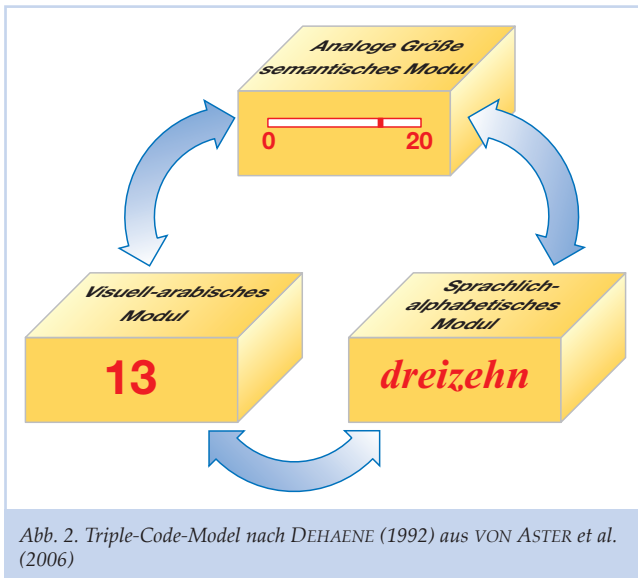 Analoge Größe
semantisches Modul
0 20
Visuell-arabisches
Modul
13
Sprachlich-
alphabetisches
Modul
dreizehn
Abb. 2. Triple-Code-Model nach DEHAENE (1992) aus VON ASTER et al.
(2006)